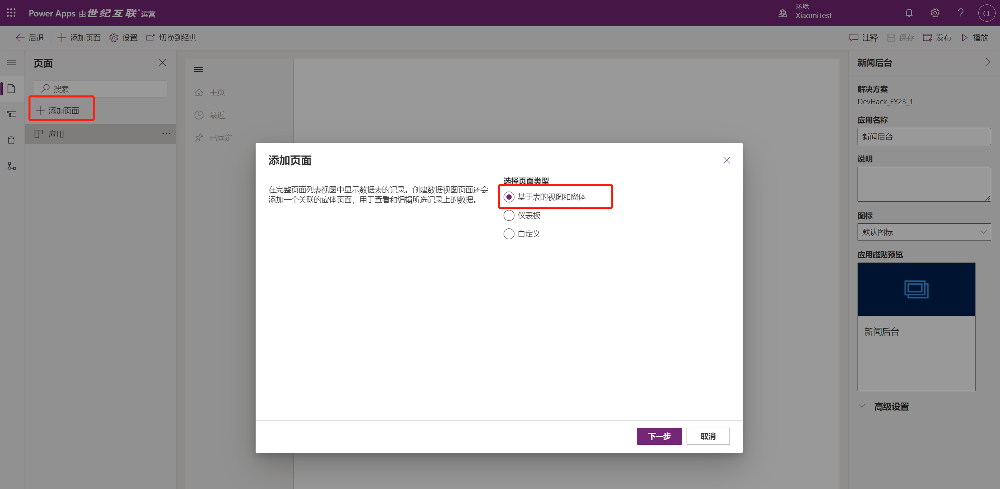 Power Apps 由世纪互联运营
环境
XiaomiTest
CL
后退
添加页面
设置
切换到经典
注释
保存
发布
播放
页面
搜索
添加页面
应用
主页
最近
已固定
添加页面
在完整页面列表视图中显示数据表的记录。创建数据视图页面还会
添加一个关联的窗体页面，用于查看和编辑所选记录上的数据。
选择页面类型
基于表的视图和窗体
仪表板
自定义
下一步
取消
新闻后台
解决方案
DevHack_FY23_1
应用名称
新闻后台
说明
图标
默认图标
应用磁贴预览
新闻后台
高级设置